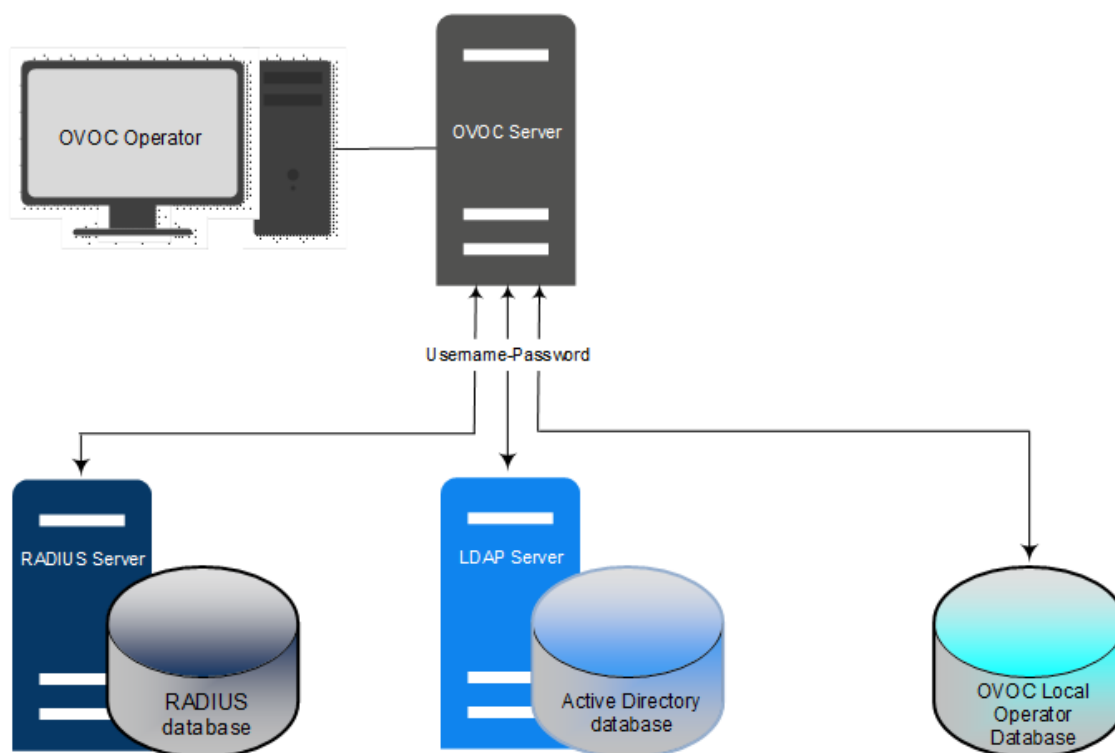 OVOC Operator
OVOC Server
Username-Password
RADIUS Server
LDAP Server
RADIUS
database
Active Directory
database
OVOC Local
Operator
Database